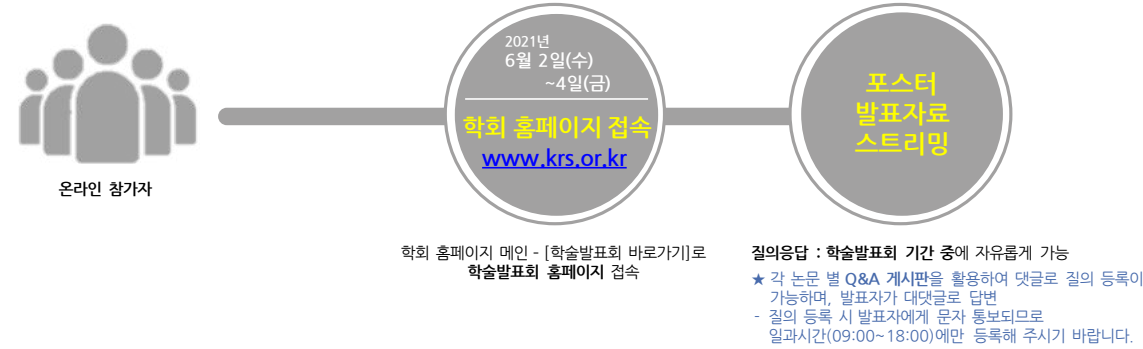 온라인 참가자
2021년
6월 2일(수)
~4일(금)
학회 홈페이지 접속
www.krs.or.kr
학회 홈페이지 메인 - [학술발표회 바로가기]로
학술발표회 홈페이지 접속
포스터
발표자료
스트리밍
질의응답 : 학술발표회 기간 중에 자유롭게 가능
★ 각 논문 별 Q&A 게시판을 활용하여 댓글로 질의 등록이
가능하며, 발표자가 대댓글로 답변
- 질의 등록 시 발표자에게 문자 통보되므로
일과시간(09:00~18:00)에만 등록해 주시기 바랍니다.